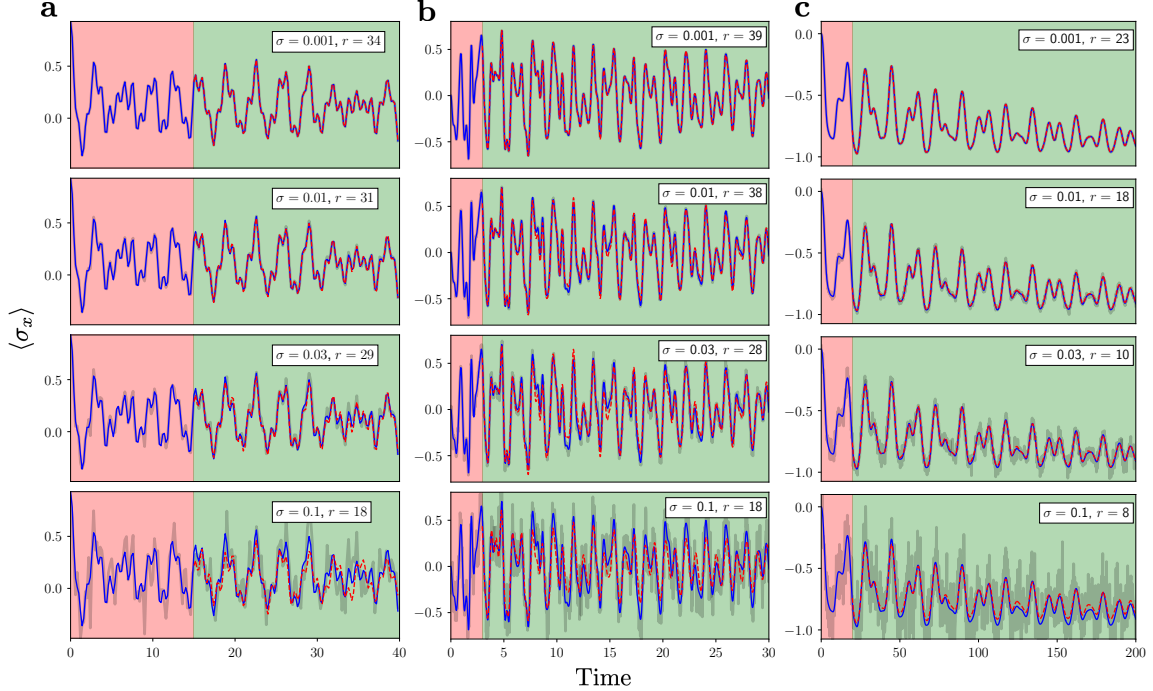 a
b
c
σ = 0.001, r = 34
σ = 0.001, r = 39
σ = 0.001, r = 23
0.5
0.0
0.5
0.0
−0.5
0.0
−0.5
−1.0
σ = 0.01, r = 31
σ = 0.01, r = 38
σ = 0.01, r = 18
0.5
0.0
0.5
0.0
−0.5
0.0
−0.5
−1.0
⟨σx⟩
σ = 0.03, r = 29
σ = 0.03, r = 28
σ = 0.03, r = 10
0.5
0.0
0.5
0.0
−0.5
0.0
−0.5
−1.0
σ = 0.1, r = 18
σ = 0.1, r = 18
σ = 0.1, r = 8
0.5
0.0
0.5
0.0
−0.5
0.0
−0.5
−1.0
0 10 20 30 40
0 5 10 15 20 25 30
0 50 100 150 200
Time